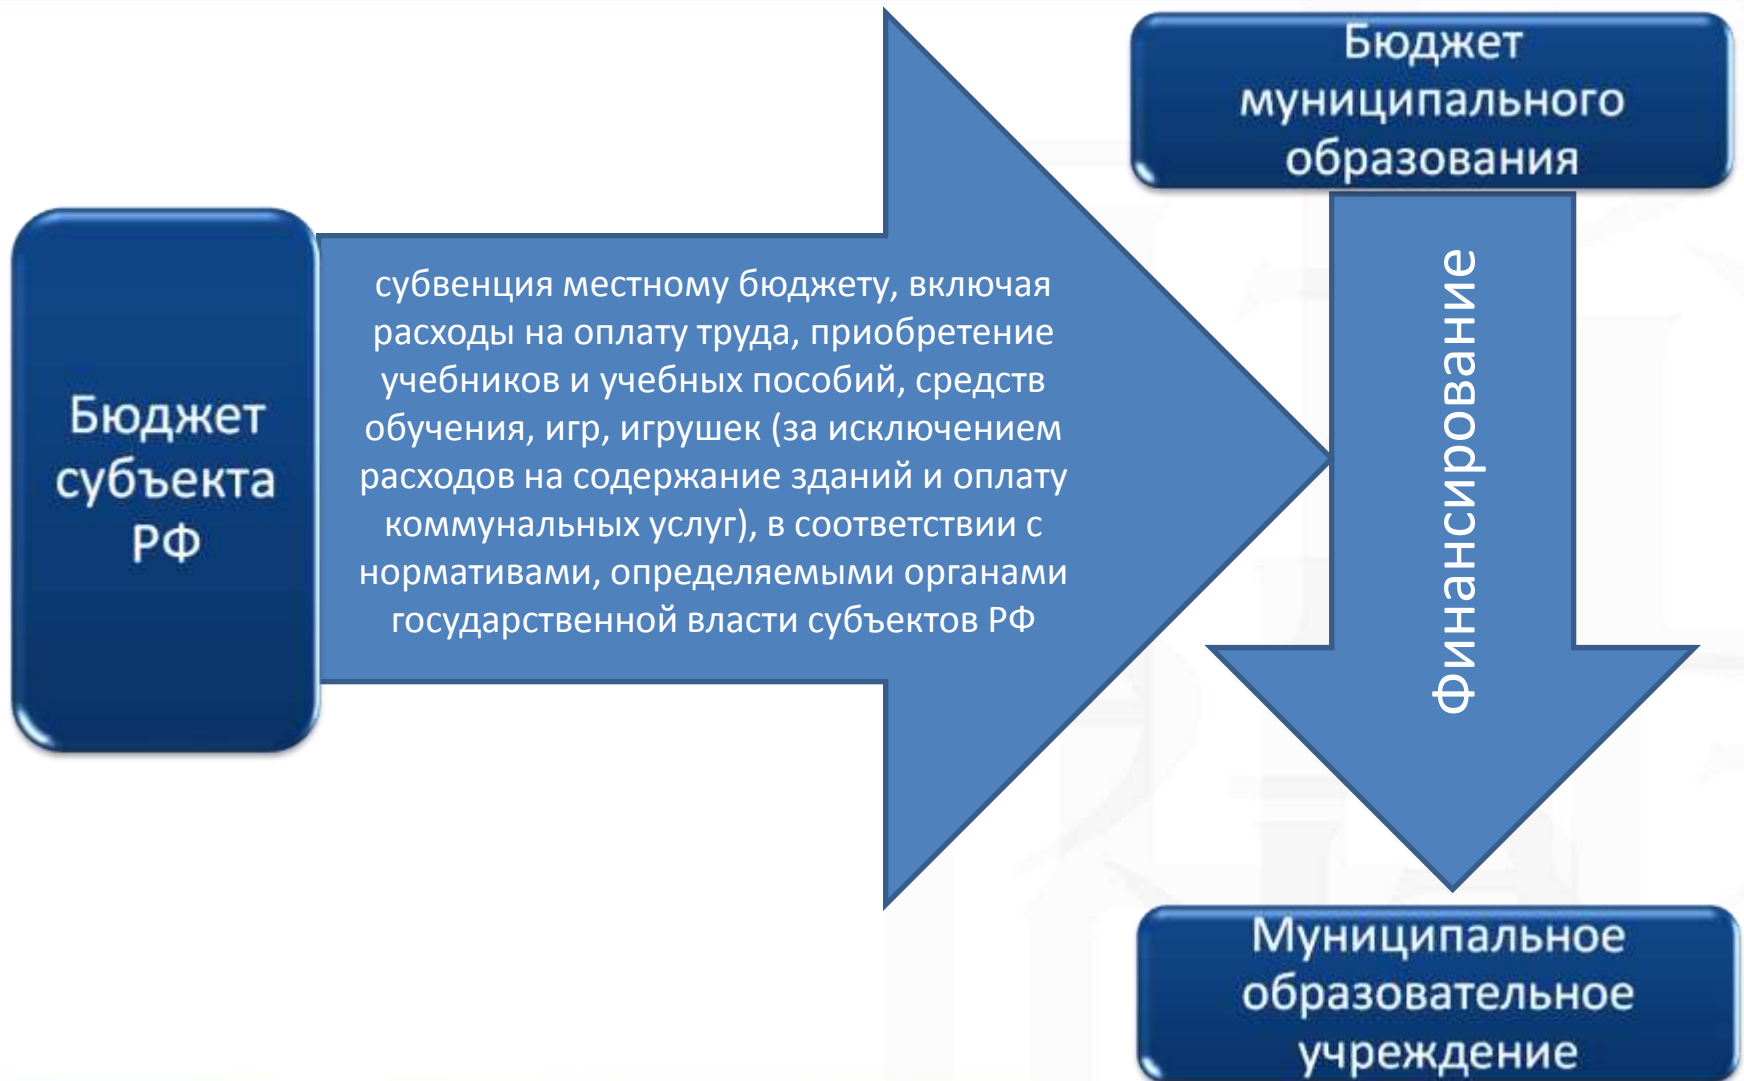 Бюджет
муниципального
образования
Бюджет
субъекта
РФ
субвенция местному бюджету, включая
расходы на оплату труда, приобретение
учебников и учебных пособий, средств
обучения, игр, игрушек (за исключением
расходов на содержание зданий и оплату
коммунальных услуг), в соответствии с
нормативами, определяемыми органами
государственной власти субъектов РФ
Финансирование
Муниципальное
образовательное
учреждение